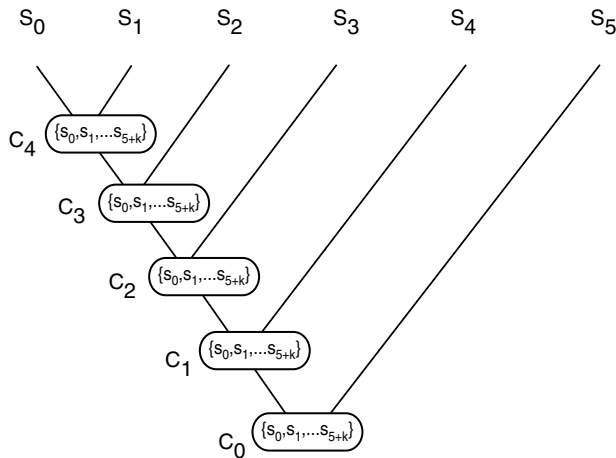 S₀ S₁ S₂ S₃ S₄ S₅
{s₀,s₁,...s₅₊ₖ}
C₄
{s₀,s₁,...s₅₊ₖ}
C₃
{s₀,s₁,...s₅₊ₖ}
C₂
{s₀,s₁,...s₅₊ₖ}
C₁
{s₀,s₁,...s₅₊ₖ}
C₀